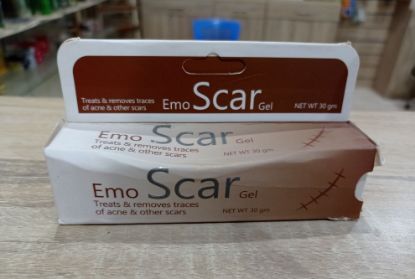 Treats & removes traces
of acne & other scars
Emo Scar Gel
NET WT 30 gm
Emo Scar Gel
Treats & removes traces
of acne & other scars
NET WT 30 gm
Emo Scar Gel
Treats & removes traces
of acne & other scars
NET WT 30 gm